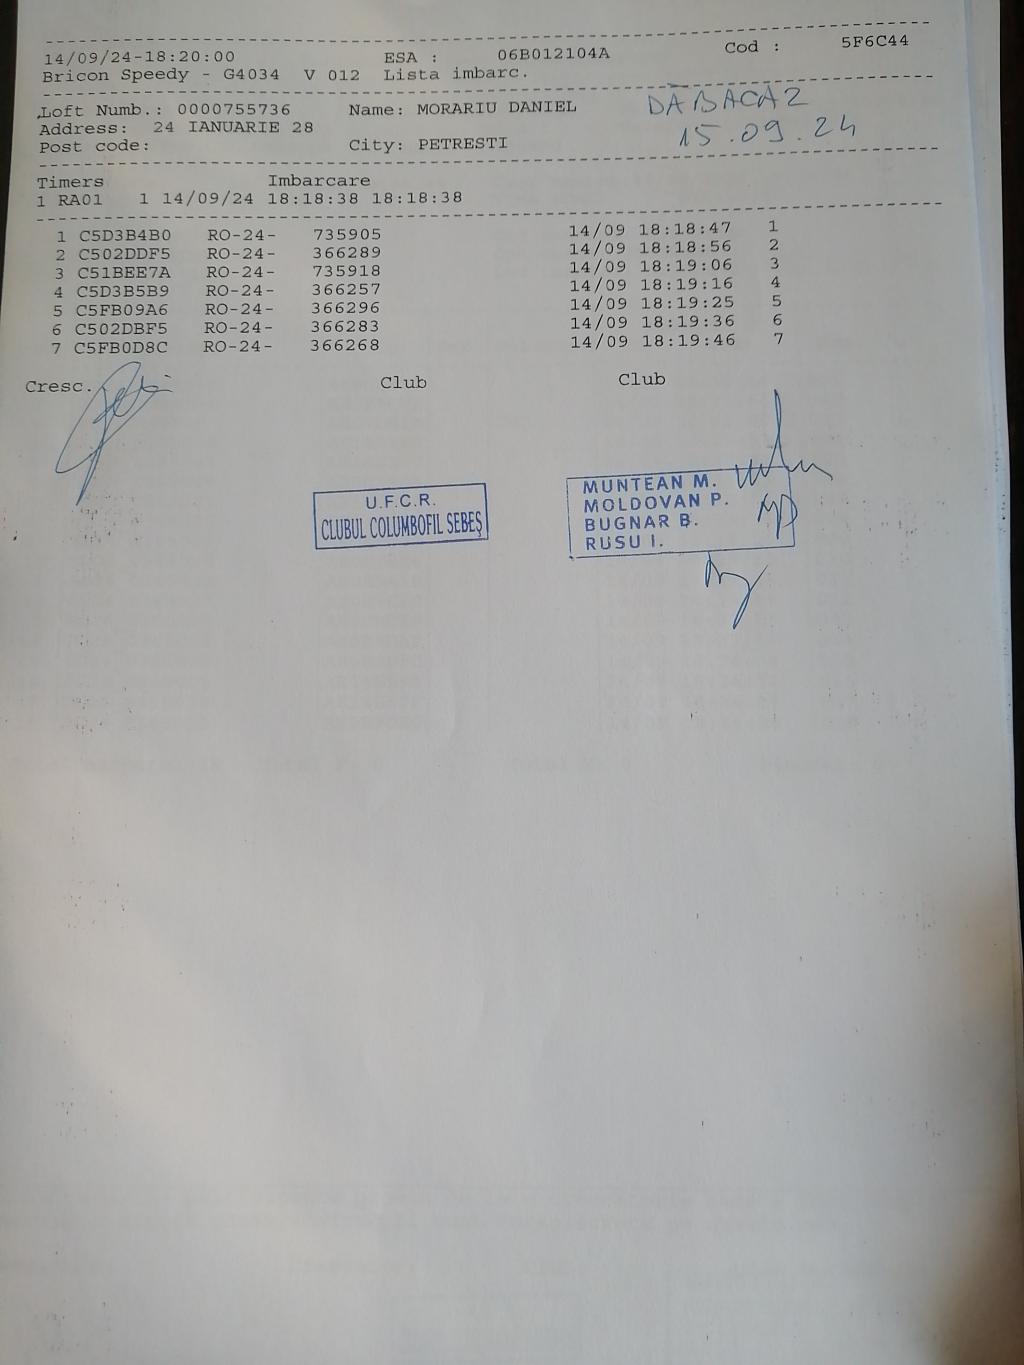 14/09/24-18:20:00 ESA : 06B012104A Cod : 5F6C44
Bricon Speedy - G4034 V 012 Lista imbarc.
Loft Numb.: 0000755736 Name: MORARIU DANIEL
Address: 24 IANUARIE 28
Post code: City: PETRESTI
DĂBACA 2
15.09.24
Timers Imbarcare
1 RA01 1 14/09/24 18:18:38 18:18:38
1 C5D3B4B0 RO-24- 735905 14/09 18:18:47 1
2 C502DDF5 RO-24- 366289 14/09 18:18:56 2
3 C51BEE7A RO-24- 735918 14/09 18:19:06 3
4 C5D3B5B9 RO-24- 366257 14/09 18:19:16 4
5 C5FB09A6 RO-24- 366296 14/09 18:19:25 5
6 C502DBF5 RO-24- 366283 14/09 18:19:36 6
7 C5FB0D8C RO-24- 366268 14/09 18:19:46 7
Cresc. Club Club
U.F.C.R.
CLUBUL COLUMBOFIL SEBEȘ
MUNTEAN M.
MOLDOVAN P.
BUGNAR B.
RUSU I.